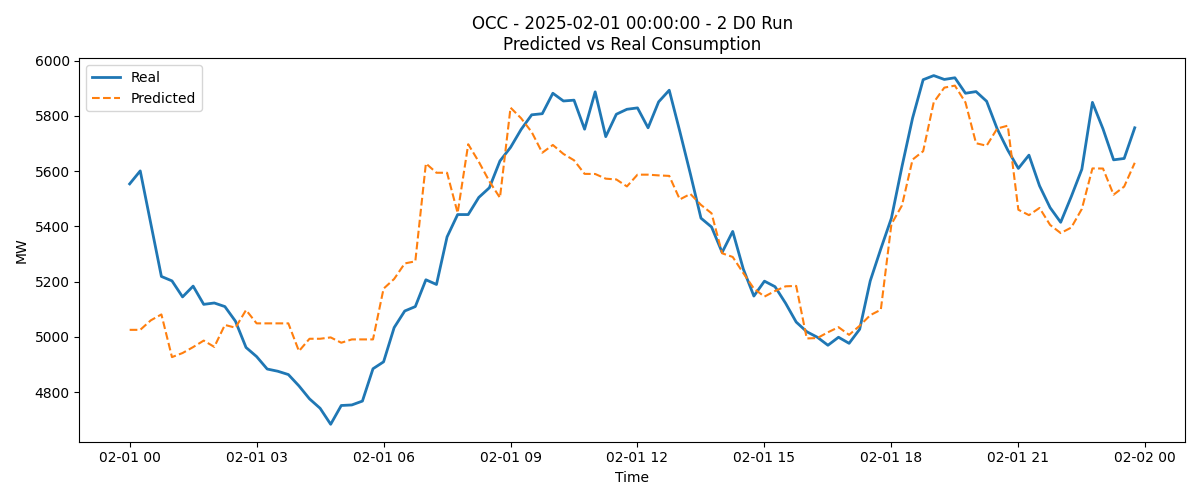 OCC - 2025-02-01 00:00:00 - 2 D0 Run
Predicted vs Real Consumption
Real
Predicted
MW
6000
5800
5600
5400
5200
5000
4800
02-01 00
02-01 03
02-01 06
02-01 09
02-01 12
02-01 15
02-01 18
02-01 21
02-02 00
Time